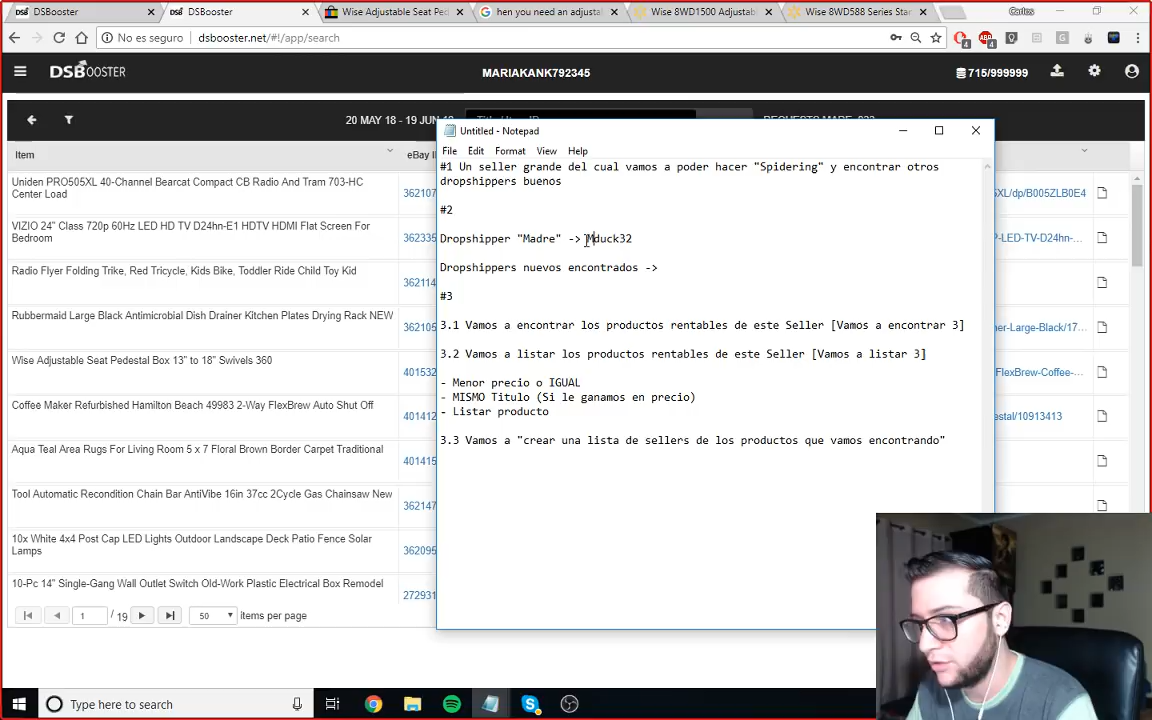 DSBooster
DSBooster
Wise Adjustable Seat Ped
hen you need an adjustal
Wise 8WD1500 Adjustab
Wise 8WD588 Series Star
Carlos
No es seguro
dsbooster.net/#!/app/search
4
4
DSBooster
MARIAKANK792345
715/999999
20 MAY 18 - 19 JUN 18
Untitled - Notepad
File Edit Format View Help
Item
eBay I
Uniden PRO505XL 40-Channel Bearcat Compact CB Radio And Tram 703-HC
Center Load
362107
5XL/dp/B005ZLB0E4
VIZIO 24" Class 720p 60Hz LED HD TV D24hn-E1 HDTV HDMI Flat Screen For
Bedroom
362335
P-LED-TV-D24hn-...
Radio Flyer Folding Trike, Red Tricycle, Kids Bike, Toddler Ride Child Toy Kid
362114
Rubbermaid Large Black Antimicrobial Dish Drainer Kitchen Plates Drying Rack NEW
362105
ner-Large-Black/17...
Wise Adjustable Seat Pedestal Box 13” to 18” Swivels 360
401532
FlexBrew-Coffee-...
Coffee Maker Refurbished Hamilton Beach 49983 2-Way FlexBrew Auto Shut Off
401412
estal/10913413
Aqua Teal Area Rugs For Living Room 5 x 7 Floral Brown Border Carpet Traditional
401415
Tool Automatic Recondition Chain Bar AntiVibe 16in 37cc 2Cycle Gas Chainsaw New
362147
10x White 4x4 Post Cap LED Lights Outdoor Landscape Deck Patio Fence Solar
Lamps
362095
10-Pc 14" Single-Gang Wall Outlet Switch Old-Work Plastic Electrical Box Remodel
272931
1 / 19 50 items per page
#1 Un seller grande del cual vamos a poder hacer "Spidering" y encontrar otros
dropshippers buenos
#2
Dropshipper "Madre" -> Mduck32
Dropshippers nuevos encontrados ->
#3
3.1 Vamos a encontrar los productos rentables de este Seller [Vamos a encontrar 3]
3.2 Vamos a listar los productos rentables de este Seller [Vamos a listar 3]
- Menor precio o IGUAL
- MISMO Titulo (Si le ganamos en precio)
- Listar producto
3.3 Vamos a "crear una lista de sellers de los productos que vamos encontrando"
Type here to search